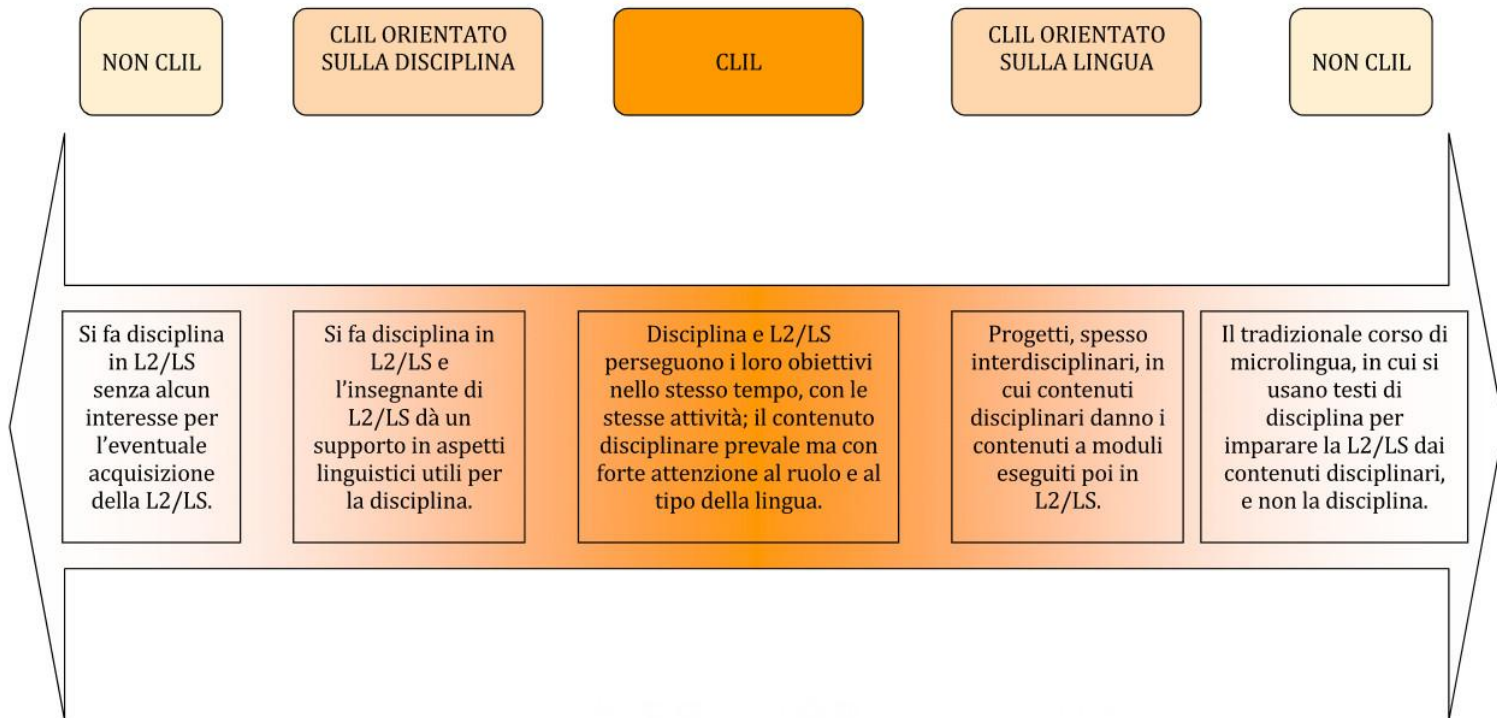 NON CLIL
CLIL ORIENTATO
SULLA DISCIPLINA
CLIL
CLIL ORIENTATO
SULLA LINGUA
NON CLIL
Si fa disciplina
in L2/LS
senza alcun
interesse per
l’eventuale
acquisizione
della L2/LS.
Si fa disciplina in
L2/LS e
l’insegnante di
L2/LS dà un
supporto in aspetti
linguistici utili per
la disciplina.
Disciplina e L2/LS
perseguono i loro obiettivi
nello stesso tempo, con le
stesse attività; il contenuto
disciplinare prevale ma con
forte attenzione al ruolo e al
tipo della lingua.
Progetti, spesso
interdisciplinari, in
cui contenuti
disciplinari danno i
contenuti a moduli
eseguiti poi in
L2/LS.
Il tradizionale corso di
microlingua, in cui si
usano testi di
disciplina per
imparare la L2/LS dai
contenuti disciplinari,
e non la disciplina.